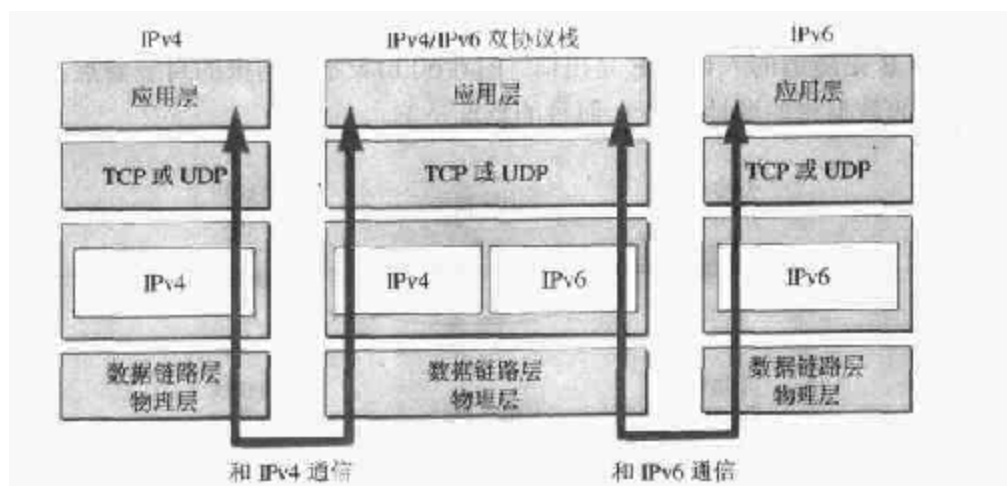 IPv4
应用层
TCP 或 UDP
IPv4
数据链路层
物理层
IPv4/IPv6 双协议栈
应用层
TCP 或 UDP
IPv4
IPv6
数据链路层
物理层
IPv6
应用层
TCP 或 UDP
IPv6
数据链路层
物理层
和 IPv4 通信
和 IPv6 通信